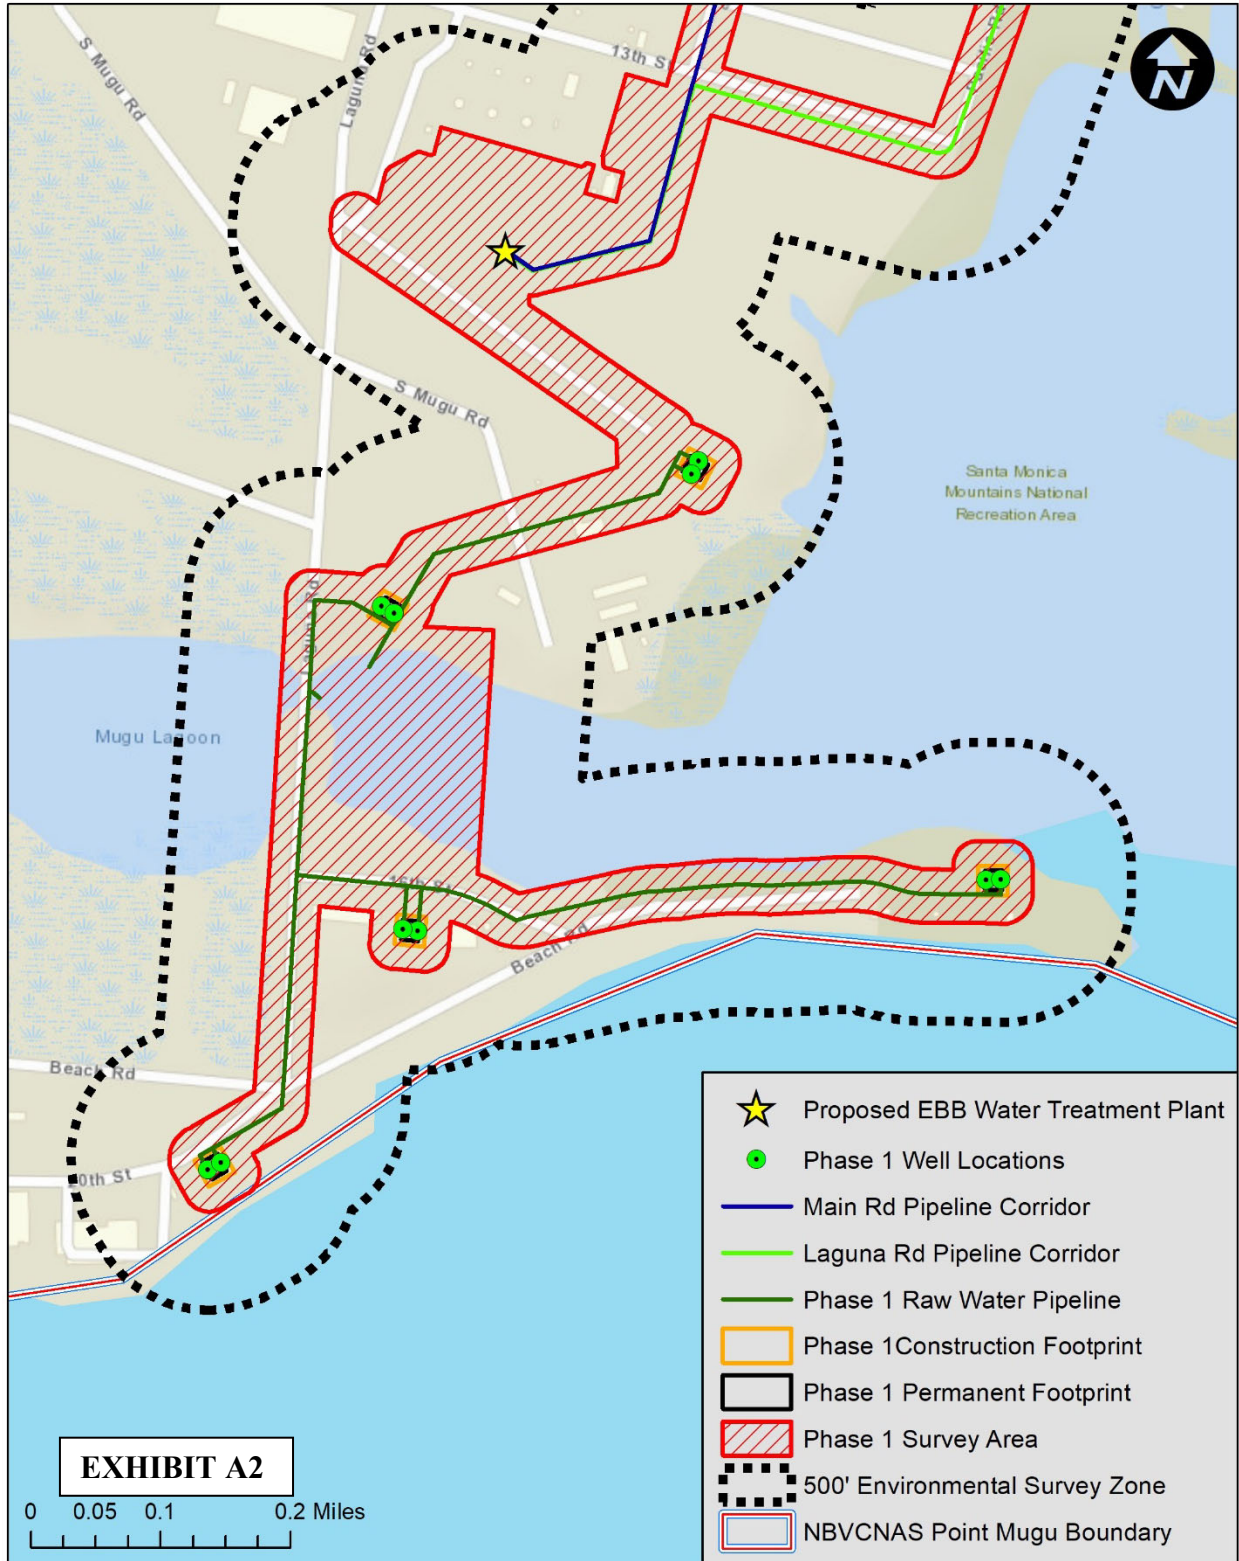 13th St
S Mugu Rd
Laguna Rd
N
S Mugu Rd
Santa Monica
Mountains National
Recreation Area
Laguna Rd
Mugu Lagoon
16th St
Beach Rd
Beach Rd
Proposed EBB Water Treatment Plant
Phase 1 Well Locations
Main Rd Pipeline Corridor
Laguna Rd Pipeline Corridor
Phase 1 Raw Water Pipeline
Phase 1Construction Footprint
Phase 1 Permanent Footprint
Phase 1 Survey Area
500' Environmental Survey Zone
NBVCNAS Point Mugu Boundary
EXHIBIT A2
0 0.05 0.1 0.2 Miles